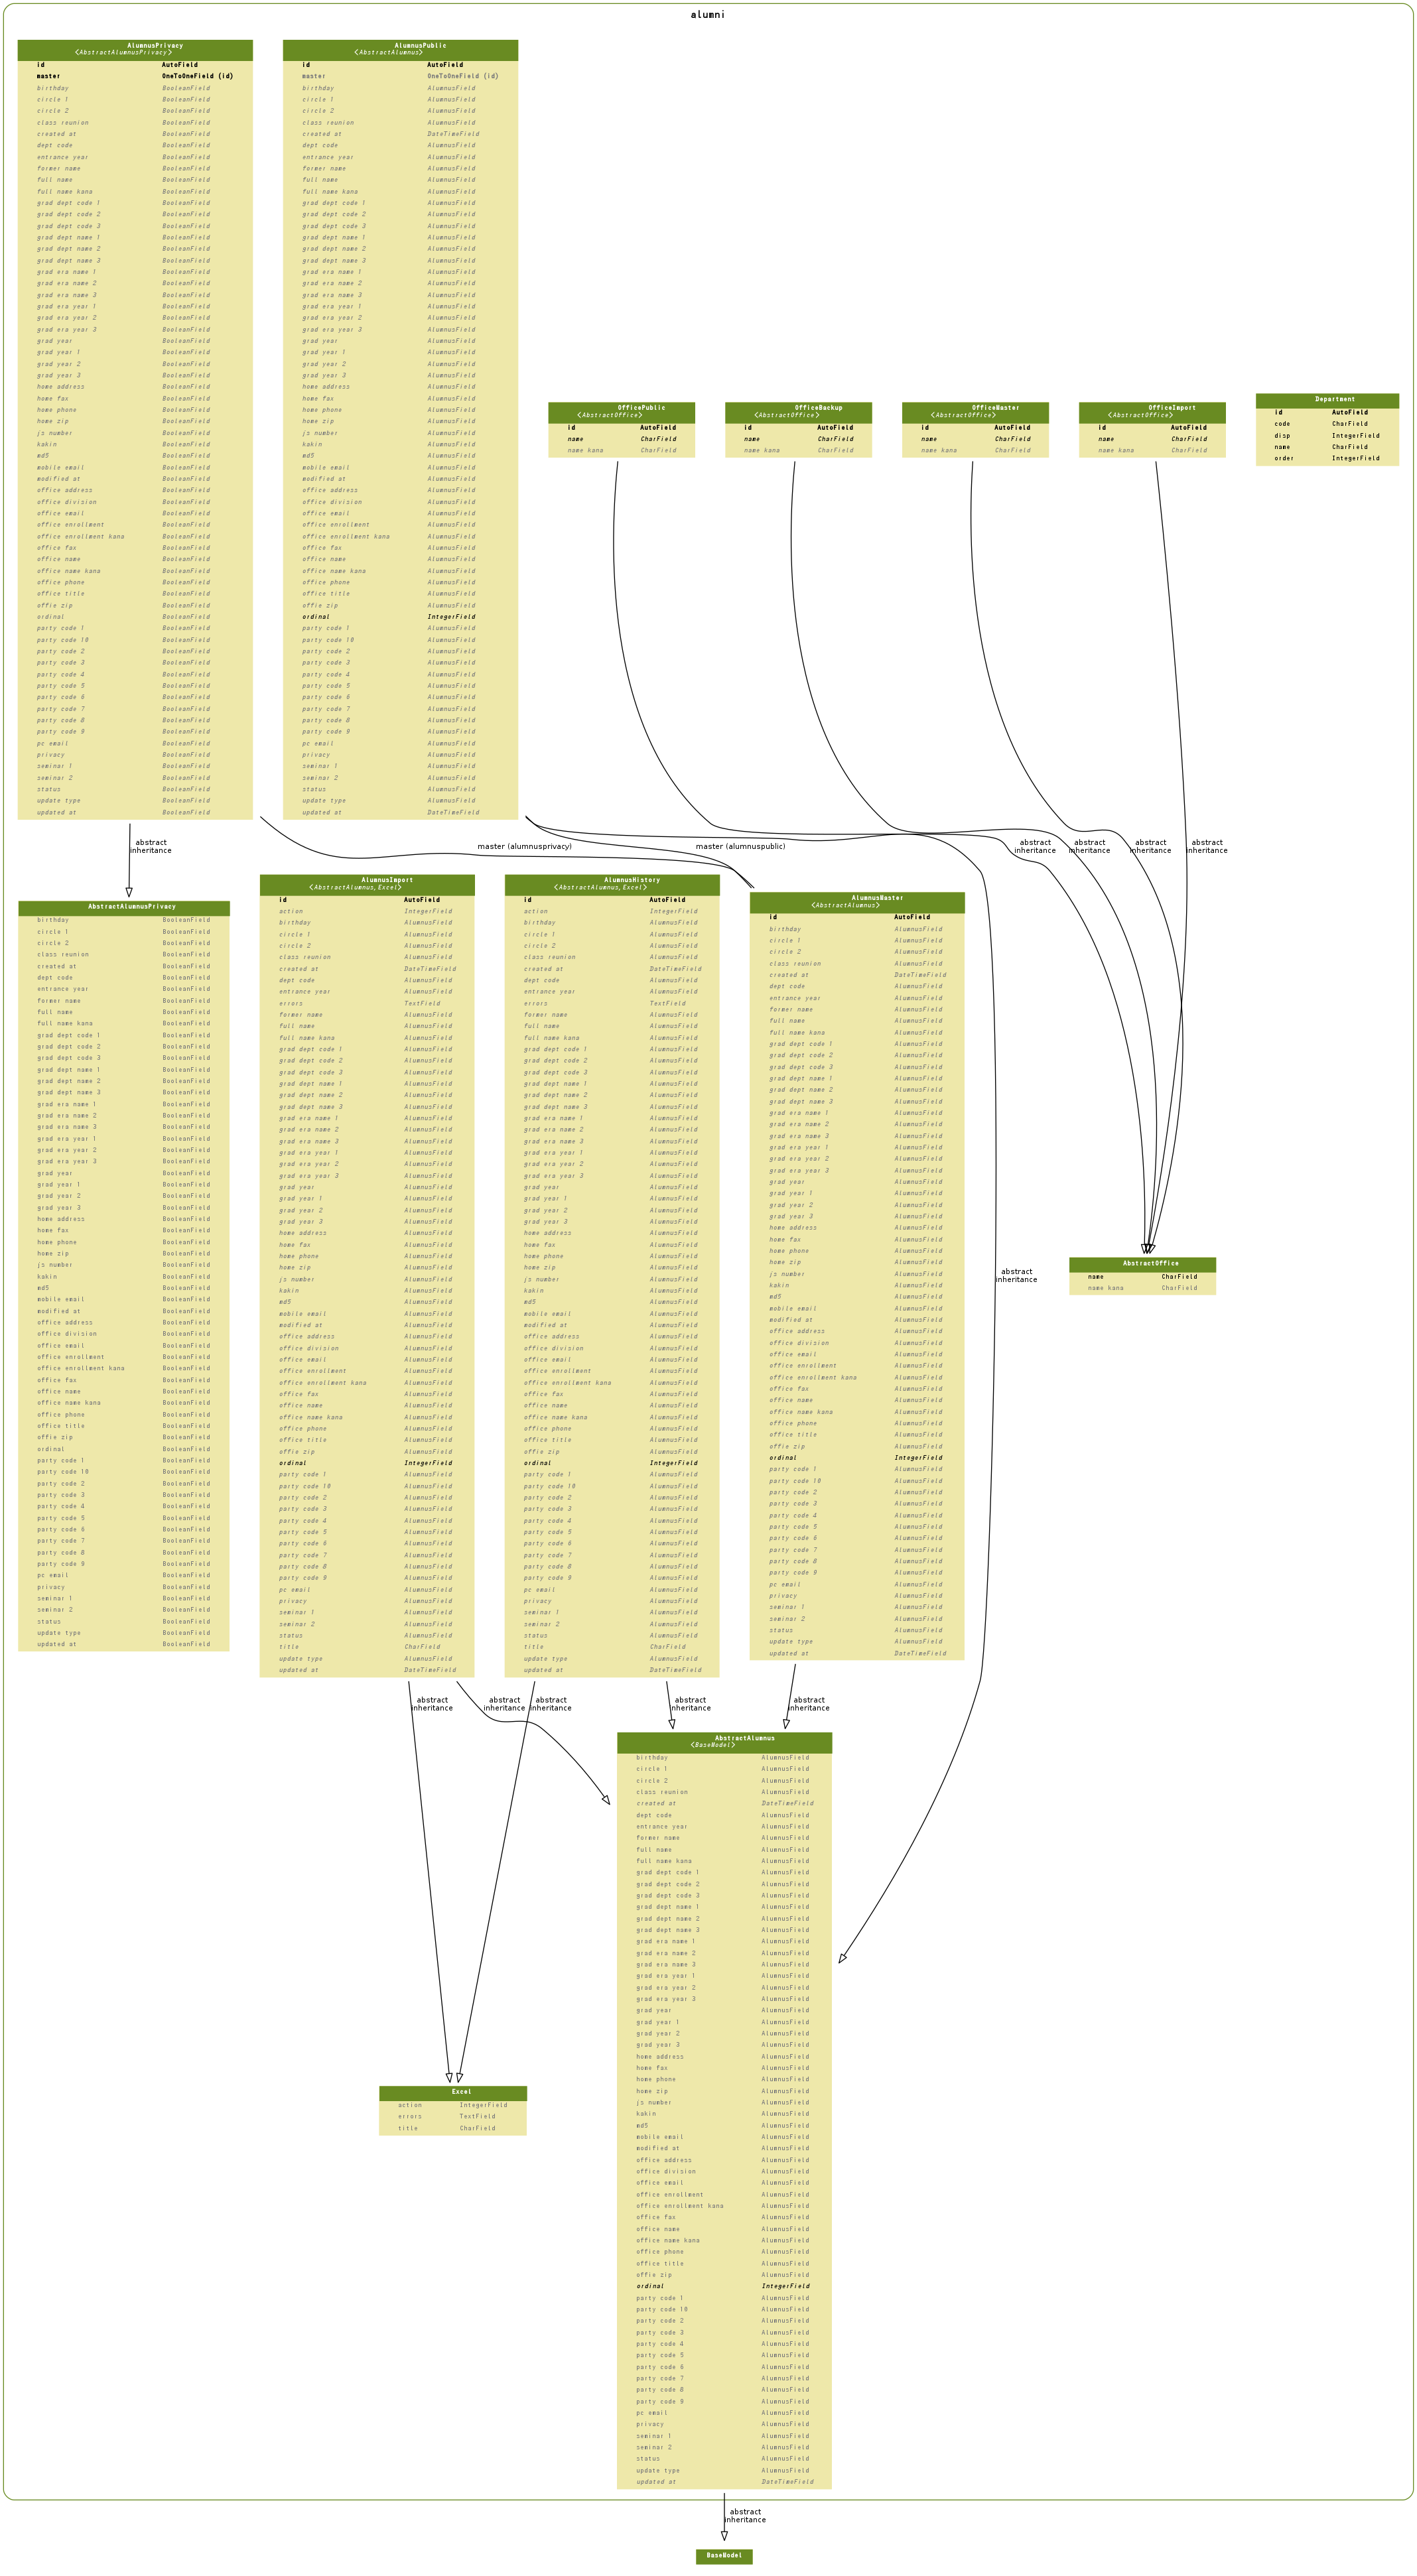 alumni
AlumnusPrivacy
<AbstractAlumnusPrivacy>
id AutoField
master OneToOneField (id)
birthday BooleanField
circle 1 BooleanField
circle 2 BooleanField
class reunion BooleanField
created at BooleanField
dept code BooleanField
entrance year BooleanField
former name BooleanField
full name BooleanField
full name kana BooleanField
grad dept code 1 BooleanField
grad dept code 2 BooleanField
grad dept code 3 BooleanField
grad dept name 1 BooleanField
grad dept name 2 BooleanField
grad dept name 3 BooleanField
grad era name 1 BooleanField
grad era name 2 BooleanField
grad era name 3 BooleanField
grad era year 1 BooleanField
grad era year 2 BooleanField
grad era year 3 BooleanField
grad year BooleanField
grad year 1 BooleanField
grad year 2 BooleanField
grad year 3 BooleanField
home address BooleanField
home fax BooleanField
home phone BooleanField
home zip BooleanField
js number BooleanField
kakin BooleanField
md5 BooleanField
mobile email BooleanField
modified at BooleanField
office address BooleanField
office division BooleanField
office email BooleanField
office enrollment BooleanField
office enrollment kana BooleanField
office fax BooleanField
office name BooleanField
office name kana BooleanField
office phone BooleanField
office title BooleanField
offie zip BooleanField
ordinal BooleanField
party code 1 BooleanField
party code 10 BooleanField
party code 2 BooleanField
party code 3 BooleanField
party code 4 BooleanField
party code 5 BooleanField
party code 6 BooleanField
party code 7 BooleanField
party code 8 BooleanField
party code 9 BooleanField
pc email BooleanField
privacy BooleanField
seminar 1 BooleanField
seminar 2 BooleanField
status BooleanField
update type BooleanField
updated at BooleanField
AlumnusPublic
<AbstractAlumnus>
id AutoField
master OneToOneField (id)
birthday AlumnusField
circle 1 AlumnusField
circle 2 AlumnusField
class reunion AlumnusField
created at DateTimeField
dept code AlumnusField
entrance year AlumnusField
former name AlumnusField
full name AlumnusField
full name kana AlumnusField
grad dept code 1 AlumnusField
grad dept code 2 AlumnusField
grad dept code 3 AlumnusField
grad dept name 1 AlumnusField
grad dept name 2 AlumnusField
grad dept name 3 AlumnusField
grad era name 1 AlumnusField
grad era name 2 AlumnusField
grad era name 3 AlumnusField
grad era year 1 AlumnusField
grad era year 2 AlumnusField
grad era year 3 AlumnusField
grad year AlumnusField
grad year 1 AlumnusField
grad year 2 AlumnusField
grad year 3 AlumnusField
home address AlumnusField
home fax AlumnusField
home phone AlumnusField
home zip AlumnusField
js number AlumnusField
kakin AlumnusField
md5 AlumnusField
mobile email AlumnusField
modified at AlumnusField
office address AlumnusField
office division AlumnusField
office email AlumnusField
office enrollment AlumnusField
office enrollment kana AlumnusField
office fax AlumnusField
office name AlumnusField
office name kana AlumnusField
office phone AlumnusField
office title AlumnusField
offie zip AlumnusField
ordinal IntegerField
party code 1 AlumnusField
party code 10 AlumnusField
party code 2 AlumnusField
party code 3 AlumnusField
party code 4 AlumnusField
party code 5 AlumnusField
party code 6 AlumnusField
party code 7 AlumnusField
party code 8 AlumnusField
party code 9 AlumnusField
pc email AlumnusField
privacy AlumnusField
seminar 1 AlumnusField
seminar 2 AlumnusField
status AlumnusField
update type AlumnusField
updated at DateTimeField
OfficePublic
<AbstractOffice>
id AutoField
name CharField
name kana CharField
OfficeBackup
<AbstractOffice>
id AutoField
name CharField
name kana CharField
OfficeMaster
<AbstractOffice>
id AutoField
name CharField
name kana CharField
OfficeImport
<AbstractOffice>
id AutoField
name CharField
name kana CharField
Department
id AutoField
code CharField
disp IntegerField
name CharField
order IntegerField
abstract
inheritance
master (alumnusprivacy)
master (alumnuspublic)
abstract
inheritance
abstract
inheritance
abstract
inheritance
abstract
inheritance
AbstractAlumnusPrivacy
birthday BooleanField
circle 1 BooleanField
circle 2 BooleanField
class reunion BooleanField
created at BooleanField
dept code BooleanField
entrance year BooleanField
former name BooleanField
full name BooleanField
full name kana BooleanField
grad dept code 1 BooleanField
grad dept code 2 BooleanField
grad dept code 3 BooleanField
grad dept name 1 BooleanField
grad dept name 2 BooleanField
grad dept name 3 BooleanField
grad era name 1 BooleanField
grad era name 2 BooleanField
grad era name 3 BooleanField
grad era year 1 BooleanField
grad era year 2 BooleanField
grad era year 3 BooleanField
grad year BooleanField
grad year 1 BooleanField
grad year 2 BooleanField
grad year 3 BooleanField
home address BooleanField
home fax BooleanField
home phone BooleanField
home zip BooleanField
js number BooleanField
kakin BooleanField
md5 BooleanField
mobile email BooleanField
modified at BooleanField
office address BooleanField
office division BooleanField
office email BooleanField
office enrollment BooleanField
office enrollment kana BooleanField
office fax BooleanField
office name BooleanField
office name kana BooleanField
office phone BooleanField
office title BooleanField
offie zip BooleanField
ordinal BooleanField
party code 1 BooleanField
party code 10 BooleanField
party code 2 BooleanField
party code 3 BooleanField
party code 4 BooleanField
party code 5 BooleanField
party code 6 BooleanField
party code 7 BooleanField
party code 8 BooleanField
party code 9 BooleanField
pc email BooleanField
privacy BooleanField
seminar 1 BooleanField
seminar 2 BooleanField
status BooleanField
update type BooleanField
updated at BooleanField
AlumnusImport
<AbstractAlumnus,Excel>
id AutoField
action IntegerField
birthday AlumnusField
circle 1 AlumnusField
circle 2 AlumnusField
class reunion AlumnusField
created at DateTimeField
dept code AlumnusField
entrance year AlumnusField
errors TextField
former name AlumnusField
full name AlumnusField
full name kana AlumnusField
grad dept code 1 AlumnusField
grad dept code 2 AlumnusField
grad dept code 3 AlumnusField
grad dept name 1 AlumnusField
grad dept name 2 AlumnusField
grad dept name 3 AlumnusField
grad era name 1 AlumnusField
grad era name 2 AlumnusField
grad era name 3 AlumnusField
grad era year 1 AlumnusField
grad era year 2 AlumnusField
grad era year 3 AlumnusField
grad year AlumnusField
grad year 1 AlumnusField
grad year 2 AlumnusField
grad year 3 AlumnusField
home address AlumnusField
home fax AlumnusField
home phone AlumnusField
home zip AlumnusField
js number AlumnusField
kakin AlumnusField
md5 AlumnusField
mobile email AlumnusField
modified at AlumnusField
office address AlumnusField
office division AlumnusField
office email AlumnusField
office enrollment AlumnusField
office enrollment kana AlumnusField
office fax AlumnusField
office name AlumnusField
office name kana AlumnusField
office phone AlumnusField
office title AlumnusField
offie zip AlumnusField
ordinal IntegerField
party code 1 AlumnusField
party code 10 AlumnusField
party code 2 AlumnusField
party code 3 AlumnusField
party code 4 AlumnusField
party code 5 AlumnusField
party code 6 AlumnusField
party code 7 AlumnusField
party code 8 AlumnusField
party code 9 AlumnusField
pc email AlumnusField
privacy AlumnusField
seminar 1 AlumnusField
seminar 2 AlumnusField
status AlumnusField
title CharField
update type AlumnusField
updated at DateTimeField
AlumnusHistory
<AbstractAlumnus,Excel>
id AutoField
action IntegerField
birthday AlumnusField
circle 1 AlumnusField
circle 2 AlumnusField
class reunion AlumnusField
created at DateTimeField
dept code AlumnusField
entrance year AlumnusField
errors TextField
former name AlumnusField
full name AlumnusField
full name kana AlumnusField
grad dept code 1 AlumnusField
grad dept code 2 AlumnusField
grad dept code 3 AlumnusField
grad dept name 1 AlumnusField
grad dept name 2 AlumnusField
grad dept name 3 AlumnusField
grad era name 1 AlumnusField
grad era name 2 AlumnusField
grad era name 3 AlumnusField
grad era year 1 AlumnusField
grad era year 2 AlumnusField
grad era year 3 AlumnusField
grad year AlumnusField
grad year 1 AlumnusField
grad year 2 AlumnusField
grad year 3 AlumnusField
home address AlumnusField
home fax AlumnusField
home phone AlumnusField
home zip AlumnusField
js number AlumnusField
kakin AlumnusField
md5 AlumnusField
mobile email AlumnusField
modified at AlumnusField
office address AlumnusField
office division AlumnusField
office email AlumnusField
office enrollment AlumnusField
office enrollment kana AlumnusField
office fax AlumnusField
office name AlumnusField
office name kana AlumnusField
office phone AlumnusField
office title AlumnusField
offie zip AlumnusField
ordinal IntegerField
party code 1 AlumnusField
party code 10 AlumnusField
party code 2 AlumnusField
party code 3 AlumnusField
party code 4 AlumnusField
party code 5 AlumnusField
party code 6 AlumnusField
party code 7 AlumnusField
party code 8 AlumnusField
party code 9 AlumnusField
pc email AlumnusField
privacy AlumnusField
seminar 1 AlumnusField
seminar 2 AlumnusField
status AlumnusField
title CharField
update type AlumnusField
updated at DateTimeField
AlumnusMaster
<AbstractAlumnus>
id AutoField
birthday AlumnusField
circle 1 AlumnusField
circle 2 AlumnusField
class reunion AlumnusField
created at DateTimeField
dept code AlumnusField
entrance year AlumnusField
former name AlumnusField
full name AlumnusField
full name kana AlumnusField
grad dept code 1 AlumnusField
grad dept code 2 AlumnusField
grad dept code 3 AlumnusField
grad dept name 1 AlumnusField
grad dept name 2 AlumnusField
grad dept name 3 AlumnusField
grad era name 1 AlumnusField
grad era name 2 AlumnusField
grad era name 3 AlumnusField
grad era year 1 AlumnusField
grad era year 2 AlumnusField
grad era year 3 AlumnusField
grad year AlumnusField
grad year 1 AlumnusField
grad year 2 AlumnusField
grad year 3 AlumnusField
home address AlumnusField
home fax AlumnusField
home phone AlumnusField
home zip AlumnusField
js number AlumnusField
kakin AlumnusField
md5 AlumnusField
mobile email AlumnusField
modified at AlumnusField
office address AlumnusField
office division AlumnusField
office email AlumnusField
office enrollment AlumnusField
office enrollment kana AlumnusField
office fax AlumnusField
office name AlumnusField
office name kana AlumnusField
office phone AlumnusField
office title AlumnusField
offie zip AlumnusField
ordinal IntegerField
party code 1 AlumnusField
party code 10 AlumnusField
party code 2 AlumnusField
party code 3 AlumnusField
party code 4 AlumnusField
party code 5 AlumnusField
party code 6 AlumnusField
party code 7 AlumnusField
party code 8 AlumnusField
party code 9 AlumnusField
pc email AlumnusField
privacy AlumnusField
seminar 1 AlumnusField
seminar 2 AlumnusField
status AlumnusField
update type AlumnusField
updated at DateTimeField
abstract
inheritance
AbstractOffice
name CharField
name kana CharField
abstract
inheritance
abstract
inheritance
abstract
inheritance
abstract
inheritance
abstract
inheritance
AbstractAlumnus
<BaseModel>
birthday AlumnusField
circle 1 AlumnusField
circle 2 AlumnusField
class reunion AlumnusField
created at DateTimeField
dept code AlumnusField
entrance year AlumnusField
former name AlumnusField
full name AlumnusField
full name kana AlumnusField
grad dept code 1 AlumnusField
grad dept code 2 AlumnusField
grad dept code 3 AlumnusField
grad dept name 1 AlumnusField
grad dept name 2 AlumnusField
grad dept name 3 AlumnusField
grad era name 1 AlumnusField
grad era name 2 AlumnusField
grad era name 3 AlumnusField
grad era year 1 AlumnusField
grad era year 2 AlumnusField
grad era year 3 AlumnusField
grad year AlumnusField
grad year 1 AlumnusField
grad year 2 AlumnusField
grad year 3 AlumnusField
home address AlumnusField
home fax AlumnusField
home phone AlumnusField
home zip AlumnusField
js number AlumnusField
kakin AlumnusField
md5 AlumnusField
mobile email AlumnusField
modified at AlumnusField
office address AlumnusField
office division AlumnusField
office email AlumnusField
office enrollment AlumnusField
office enrollment kana AlumnusField
office fax AlumnusField
office name AlumnusField
office name kana AlumnusField
office phone AlumnusField
office title AlumnusField
offie zip AlumnusField
ordinal IntegerField
party code 1 AlumnusField
party code 10 AlumnusField
party code 2 AlumnusField
party code 3 AlumnusField
party code 4 AlumnusField
party code 5 AlumnusField
party code 6 AlumnusField
party code 7 AlumnusField
party code 8 AlumnusField
party code 9 AlumnusField
pc email AlumnusField
privacy AlumnusField
seminar 1 AlumnusField
seminar 2 AlumnusField
status AlumnusField
update type AlumnusField
updated at DateTimeField
Excel
action IntegerField
errors TextField
title CharField
abstract
inheritance
BaseModel